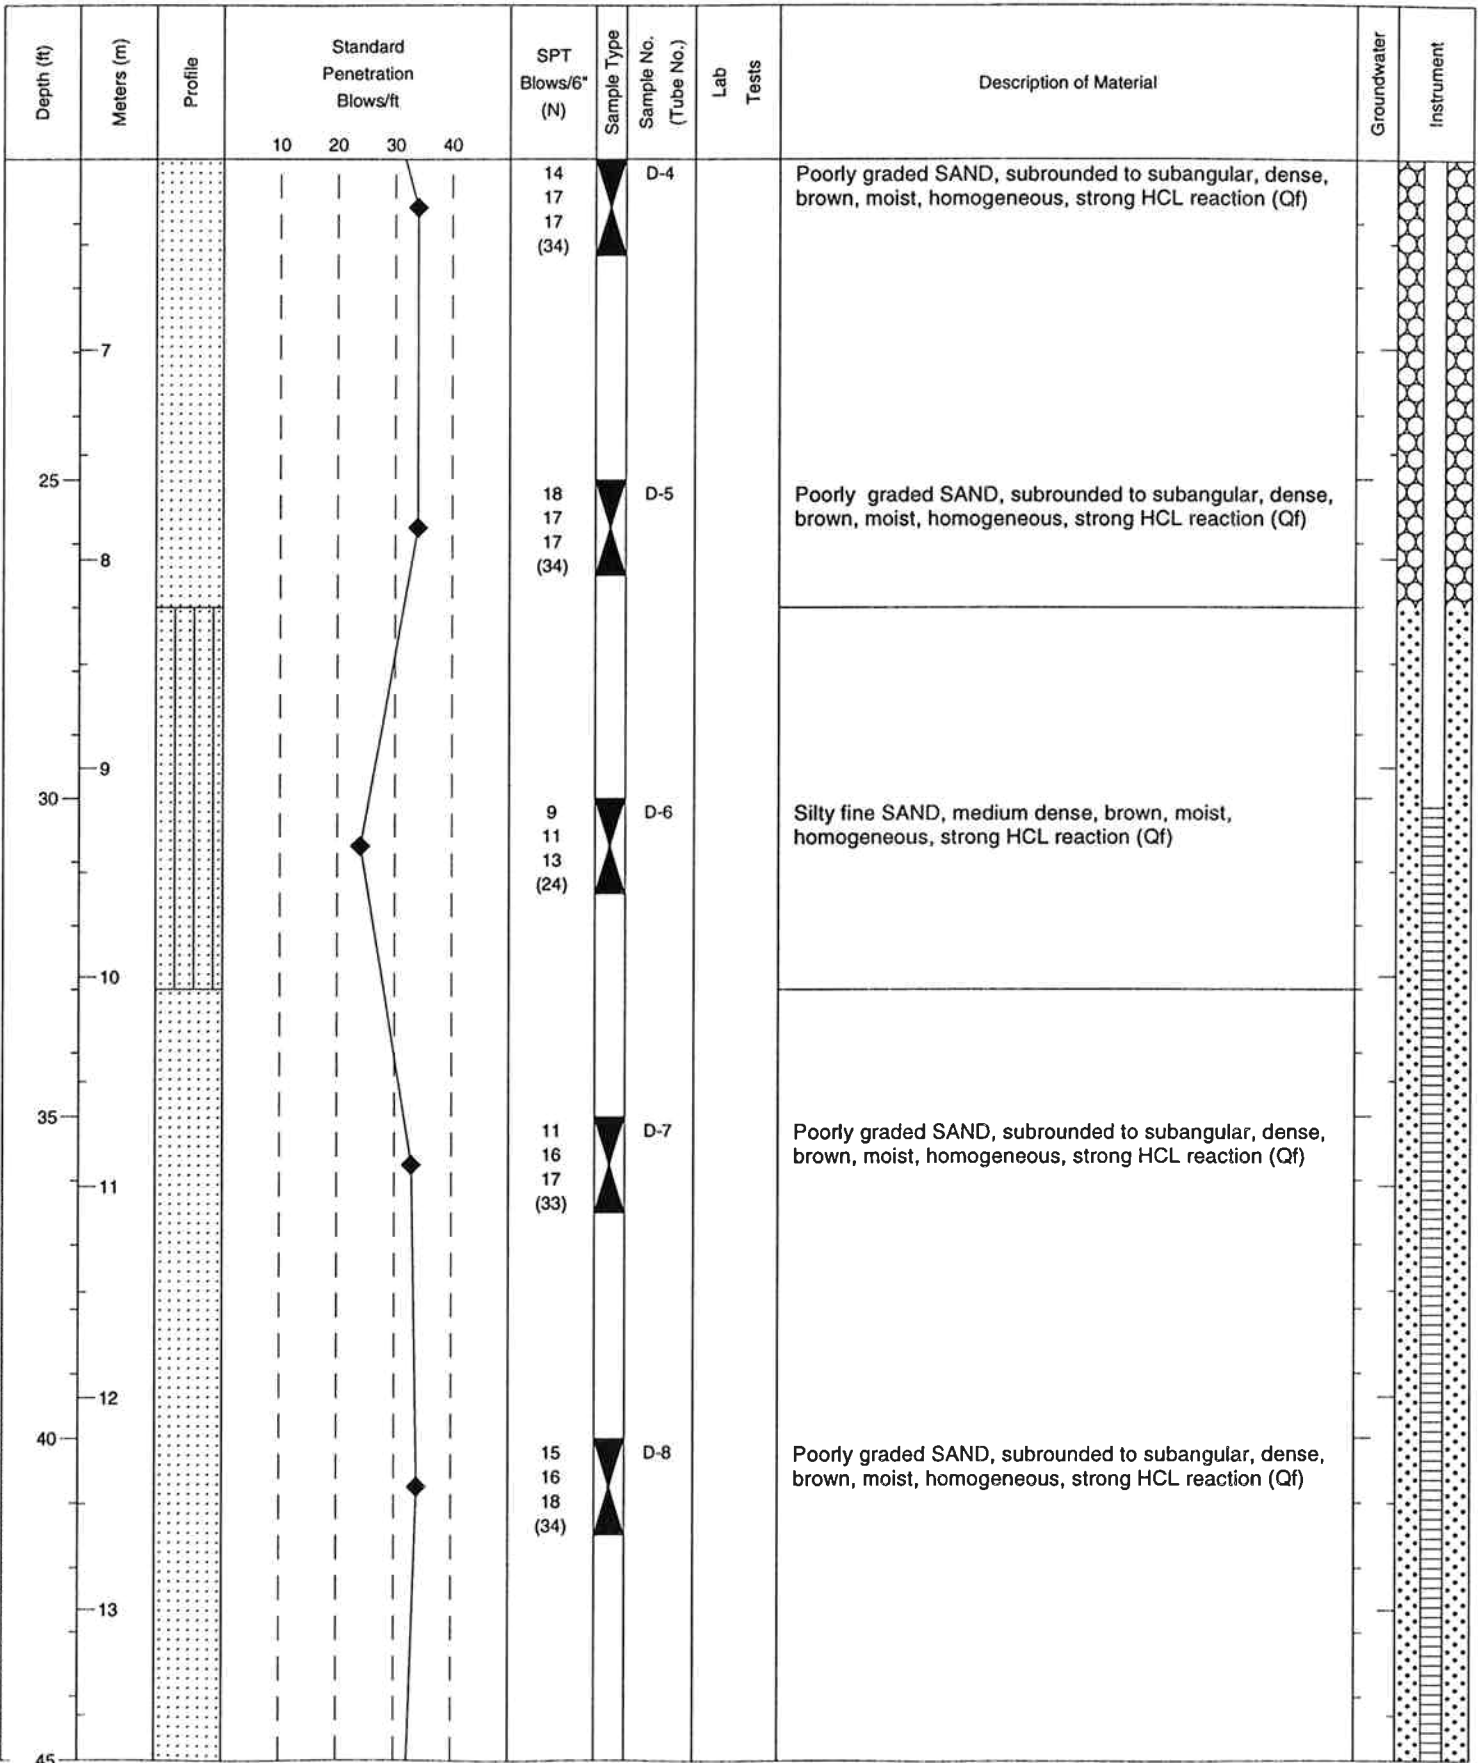 Depth (ft)
Meters (m)
Profile
Standard
Penetration
Blows/ft
10 20 30 40
SPT
Blows/6"
(N)
Sample Type
Sample No.
(Tube No.)
Lab
Tests
Description of Material
Groundwater
Instrument
14
17
17
(34)
D-4
Poorly graded SAND, subrounded to subangular, dense,
brown, moist, homogeneous, strong HCL reaction (Qf)
7
25
18
17
17
(34)
D-5
Poorly graded SAND, subrounded to subangular, dense,
brown, moist, homogeneous, strong HCL reaction (Qf)
8
9
30
9
11
13
(24)
D-6
Silty fine SAND, medium dense, brown, moist,
homogeneous, strong HCL reaction (Qf)
10
35
11
16
17
(33)
D-7
Poorly graded SAND, subrounded to subangular, dense,
brown, moist, homogeneous, strong HCL reaction (Qf)
11
12
40
15
16
18
(34)
D-8
Poorly graded SAND, subrounded to subangular, dense,
brown, moist, homogeneous, strong HCL reaction (Qf)
13
45